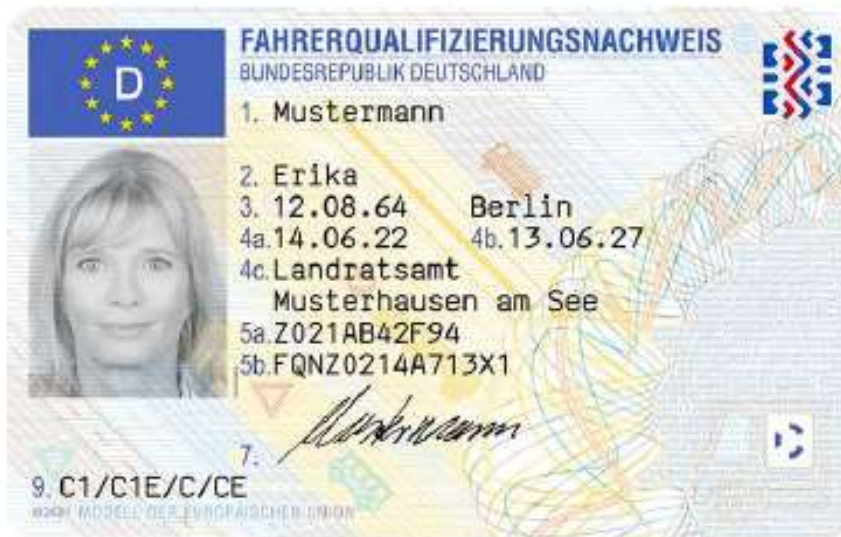 D
FAHRERQUALIFIZIERUNGSNACHWEIS
BUNDESREPUBLIK DEUTSCHLAND
1. Mustermann
2. Erika
3. 12.08.64 Berlin
4a. 14.06.22 4b. 13.06.27
4c. Landratsamt
Musterhausen am See
5a. Z021AB42F94
5b. FQNZ0214A713X1
7. Mustermann
9. C1/C1E/C/CE
MODELL DER EUROPÄISCHEN UNION